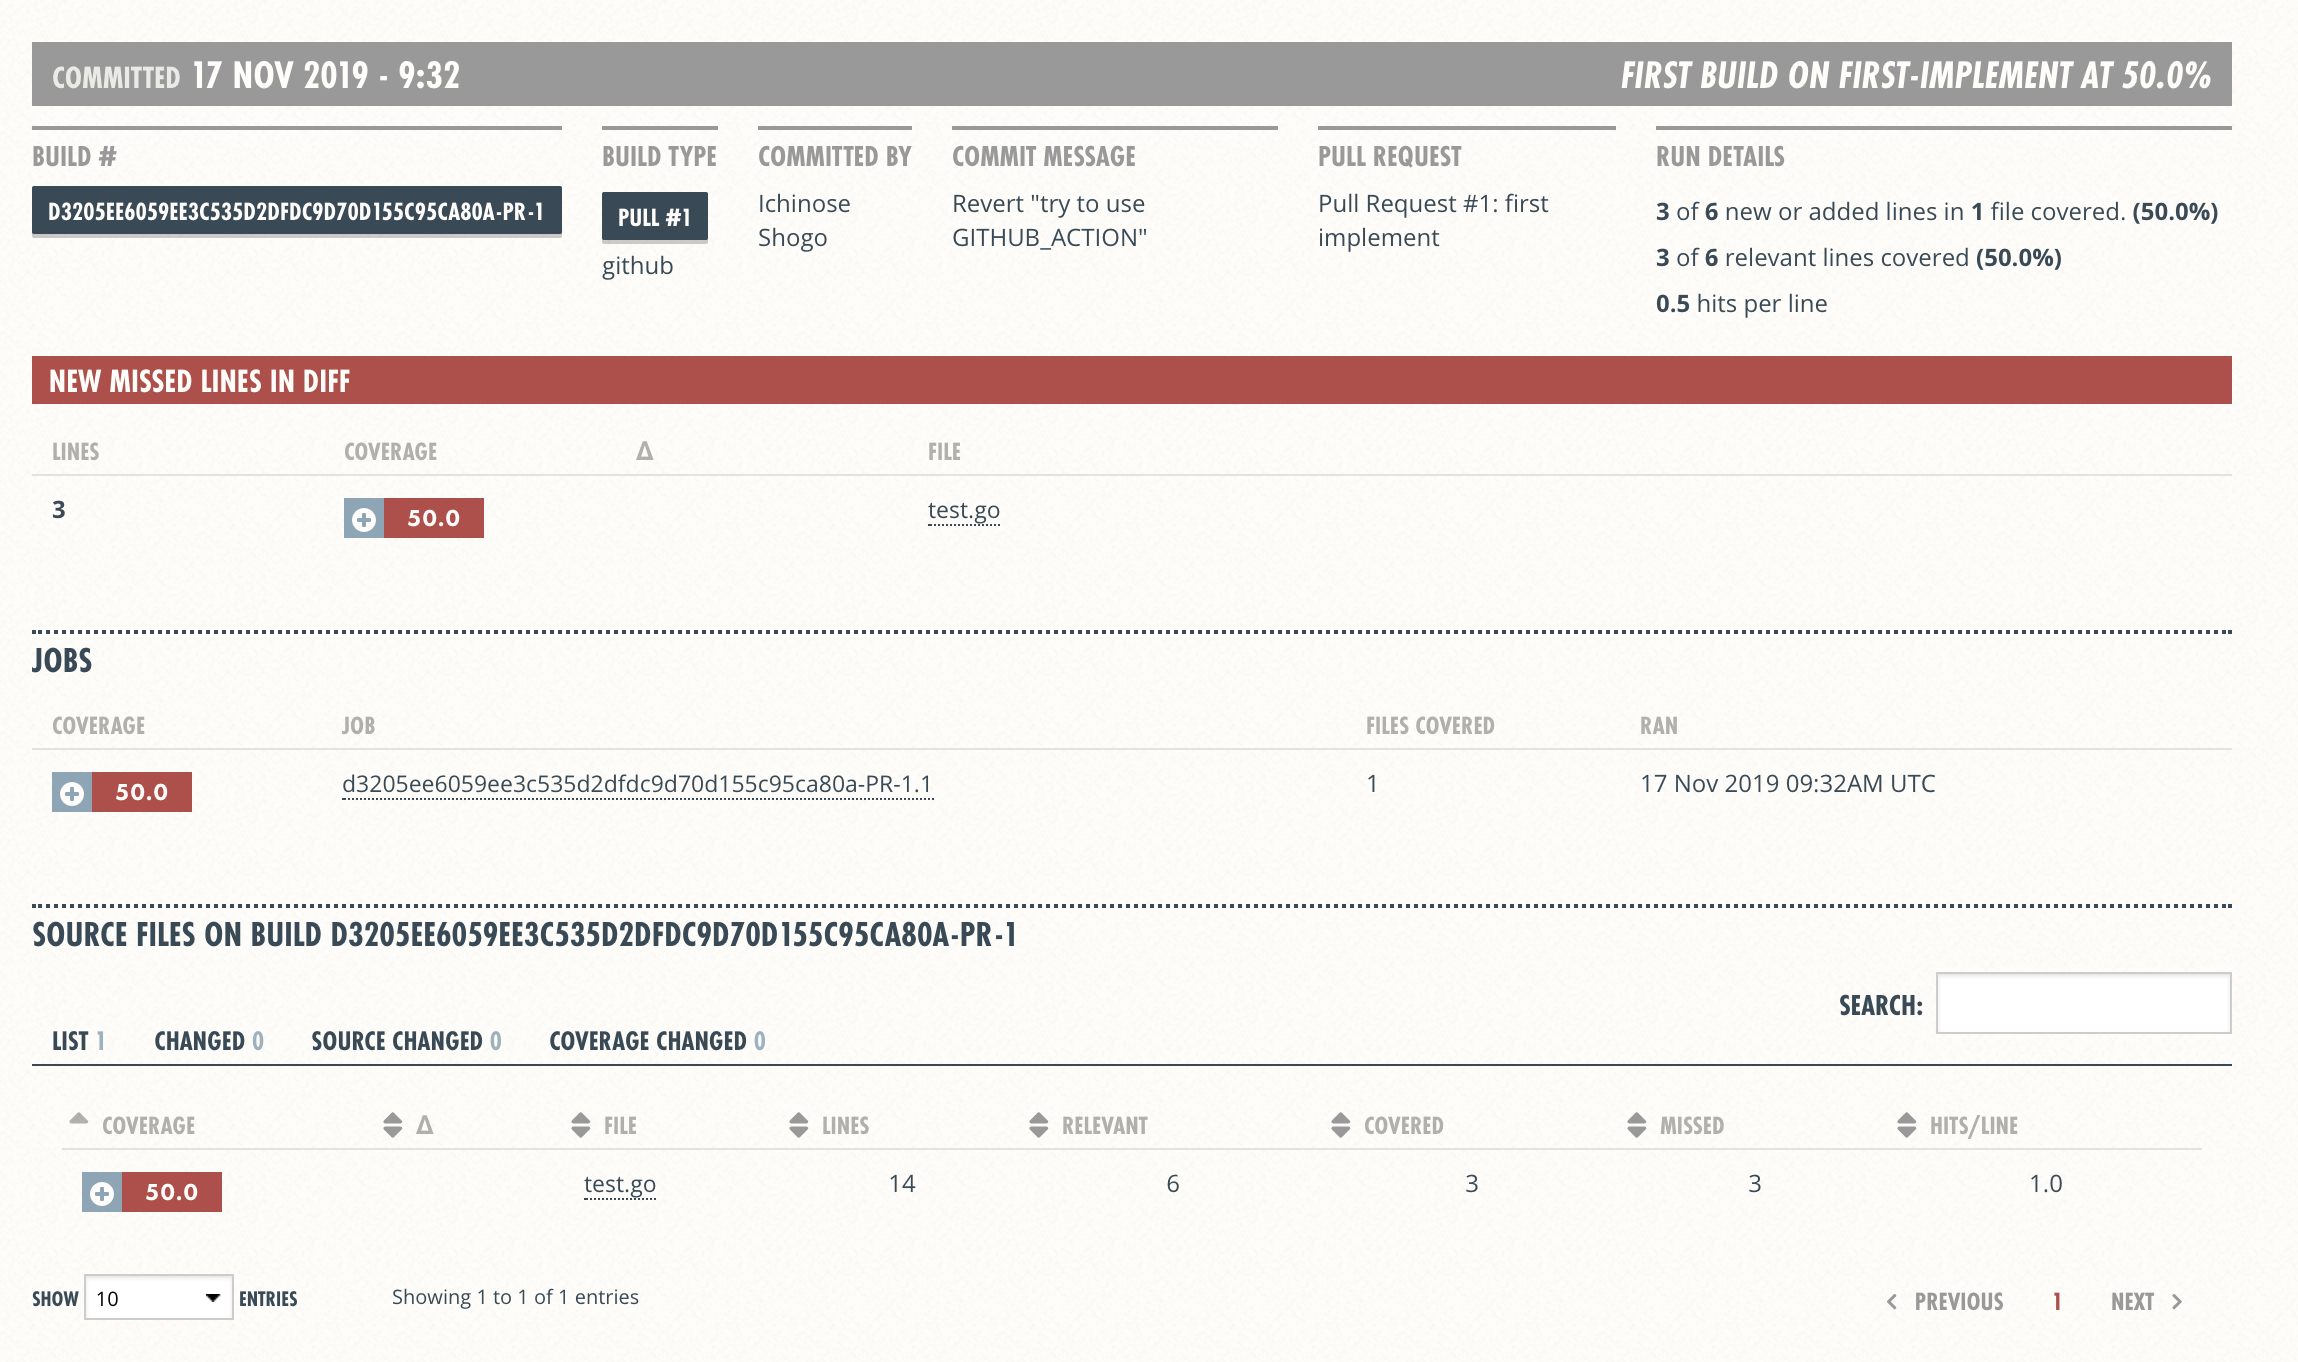 COMMITTED 17 NOV 2019 - 9:32
FIRST BUILD ON FIRST-IMPLEMENT AT 50.0%
BUILD #
D3205EE6059EE3C535D2DFDC9D70D155C95CA80A-PR-1
BUILD TYPE
PULL #1
github
COMMITTED BY
Ichinose
Shogo
COMMIT MESSAGE
Revert "try to use
GITHUB_ACTION"
PULL REQUEST
Pull Request #1: first
implement
RUN DETAILS
3 of 6 new or added lines in 1 file covered. (50.0%)
3 of 6 relevant lines covered (50.0%)
0.5 hits per line
NEW MISSED LINES IN DIFF
LINES COVERAGE Δ FILE
3 50.0 test.go
JOBS
COVERAGE JOB FILES COVERED RAN
50.0 d3205ee6059ee3c535d2dfdc9d70d155c95ca80a-PR-1.1 1 17 Nov 2019 09:32AM UTC
SOURCE FILES ON BUILD D3205EE6059EE3C535D2DFDC9D70D155C95CA80A-PR-1
SEARCH:
LIST 1 CHANGED 0 SOURCE CHANGED 0 COVERAGE CHANGED 0
COVERAGE Δ FILE LINES RELEVANT COVERED MISSED HITS/LINE
50.0 test.go 14 6 3 3 1.0
SHOW 10 ENTRIES Showing 1 to 1 of 1 entries PREVIOUS 1 NEXT